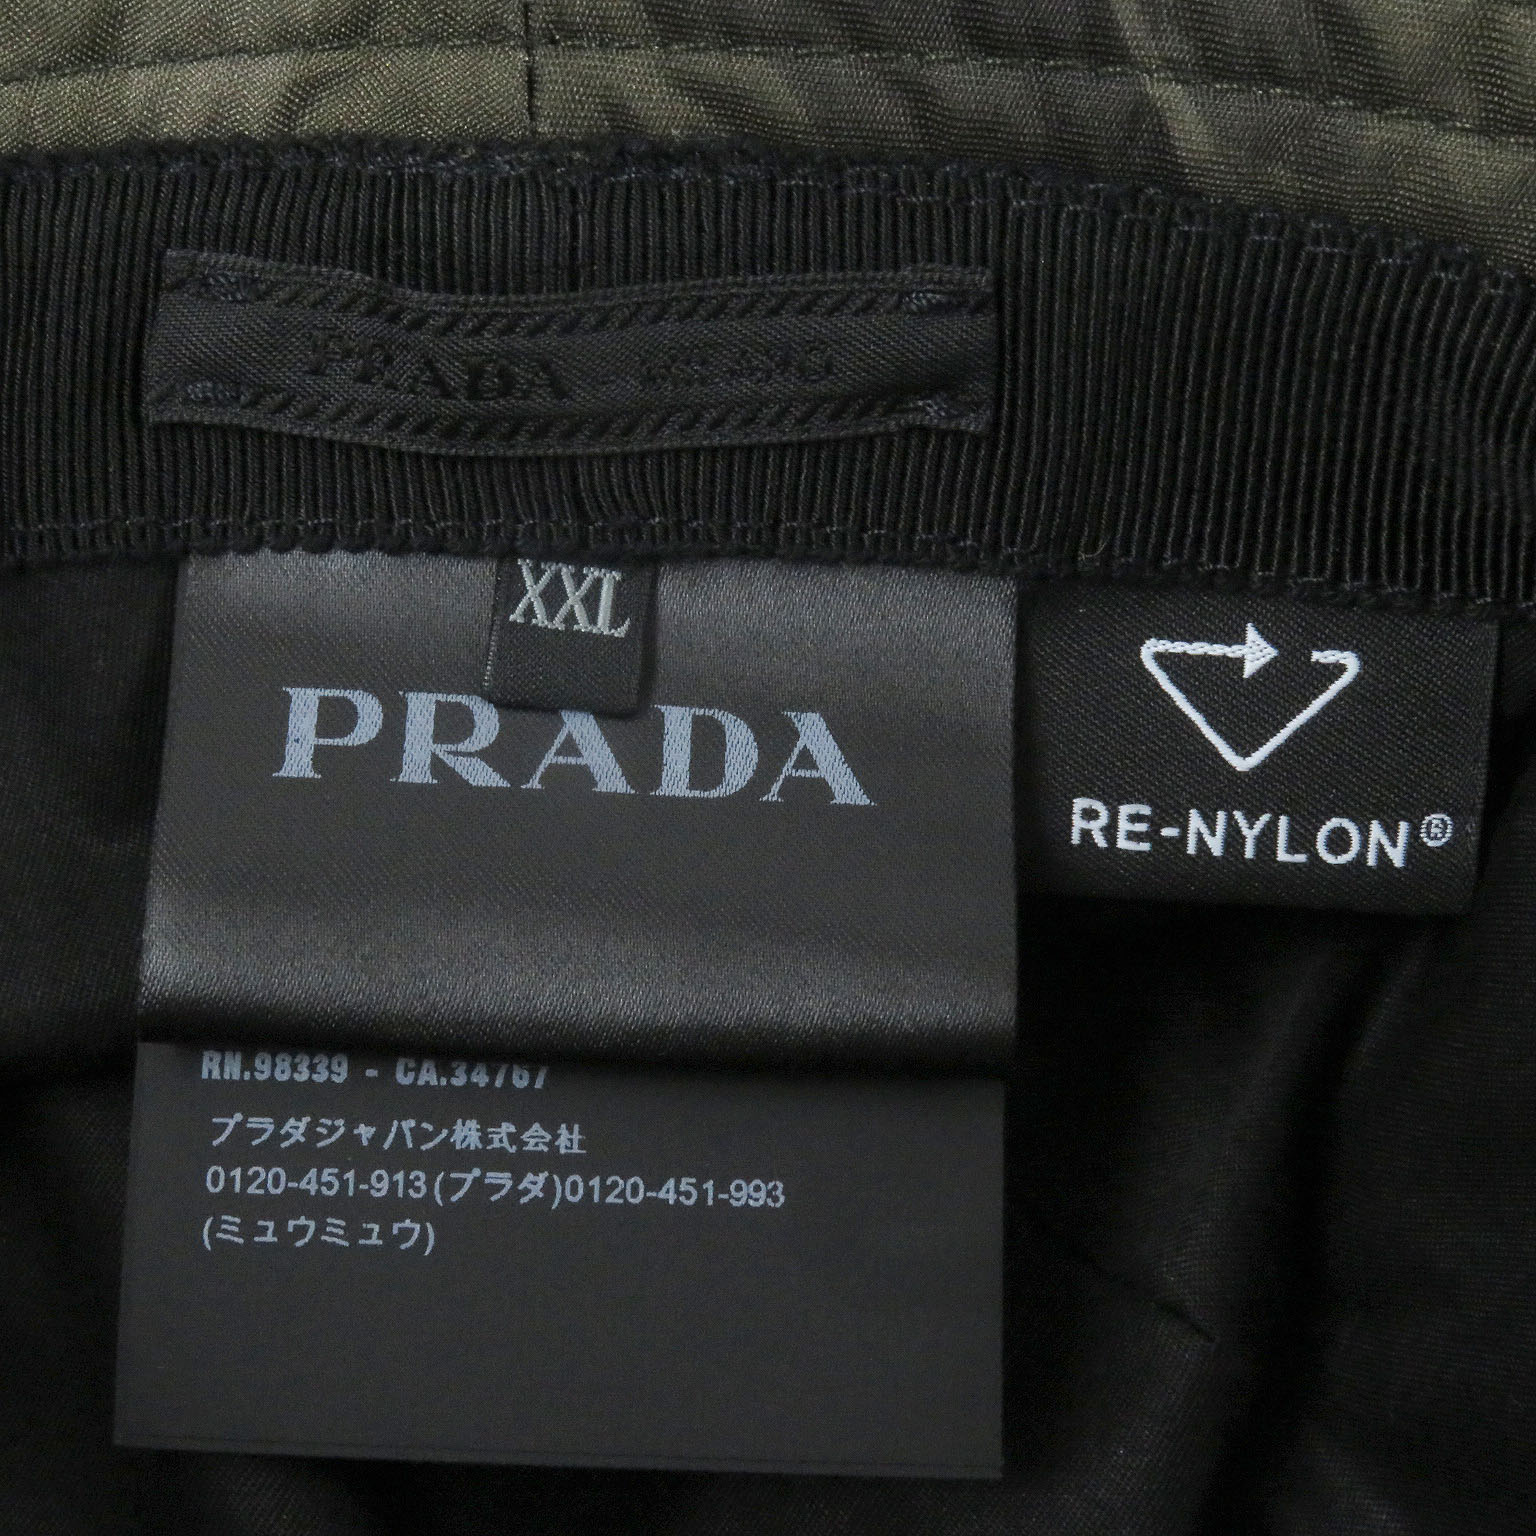 PRADA
XXL
PRADA
RE-NYLON®
RN.98339 - CA.34767
プラダジャパン株式会社
0120-451-913(プラダ)0120-451-993
(ミュウミュウ)